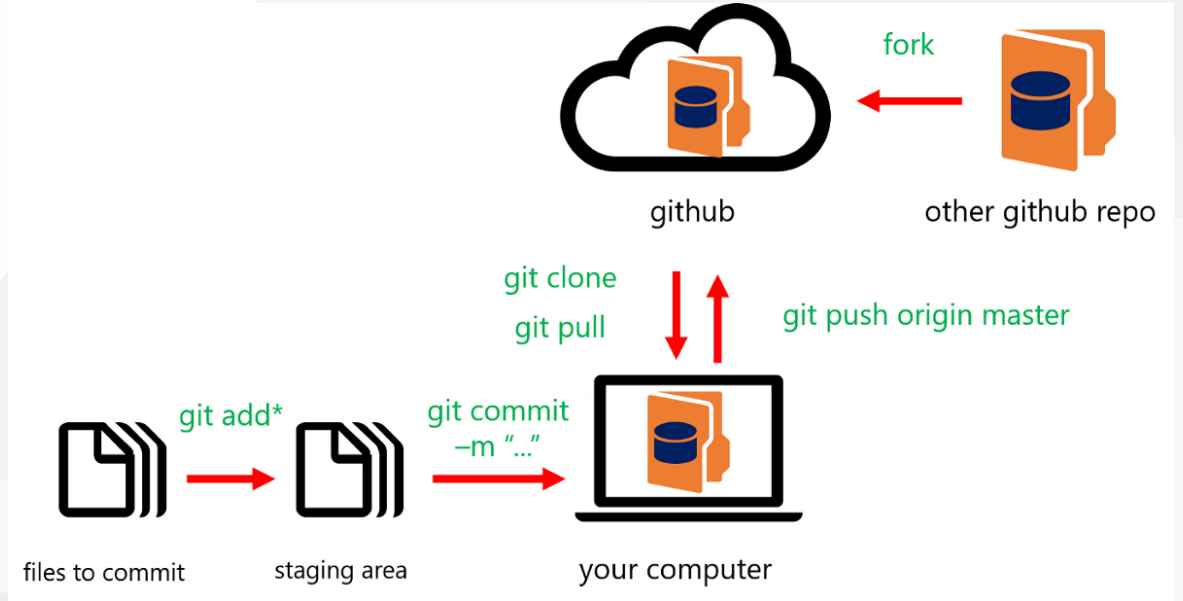 fork
github
other github repo
git clone
git pull
git push origin master
git add*
git commit
–m “...”
files to commit
staging area
your computer